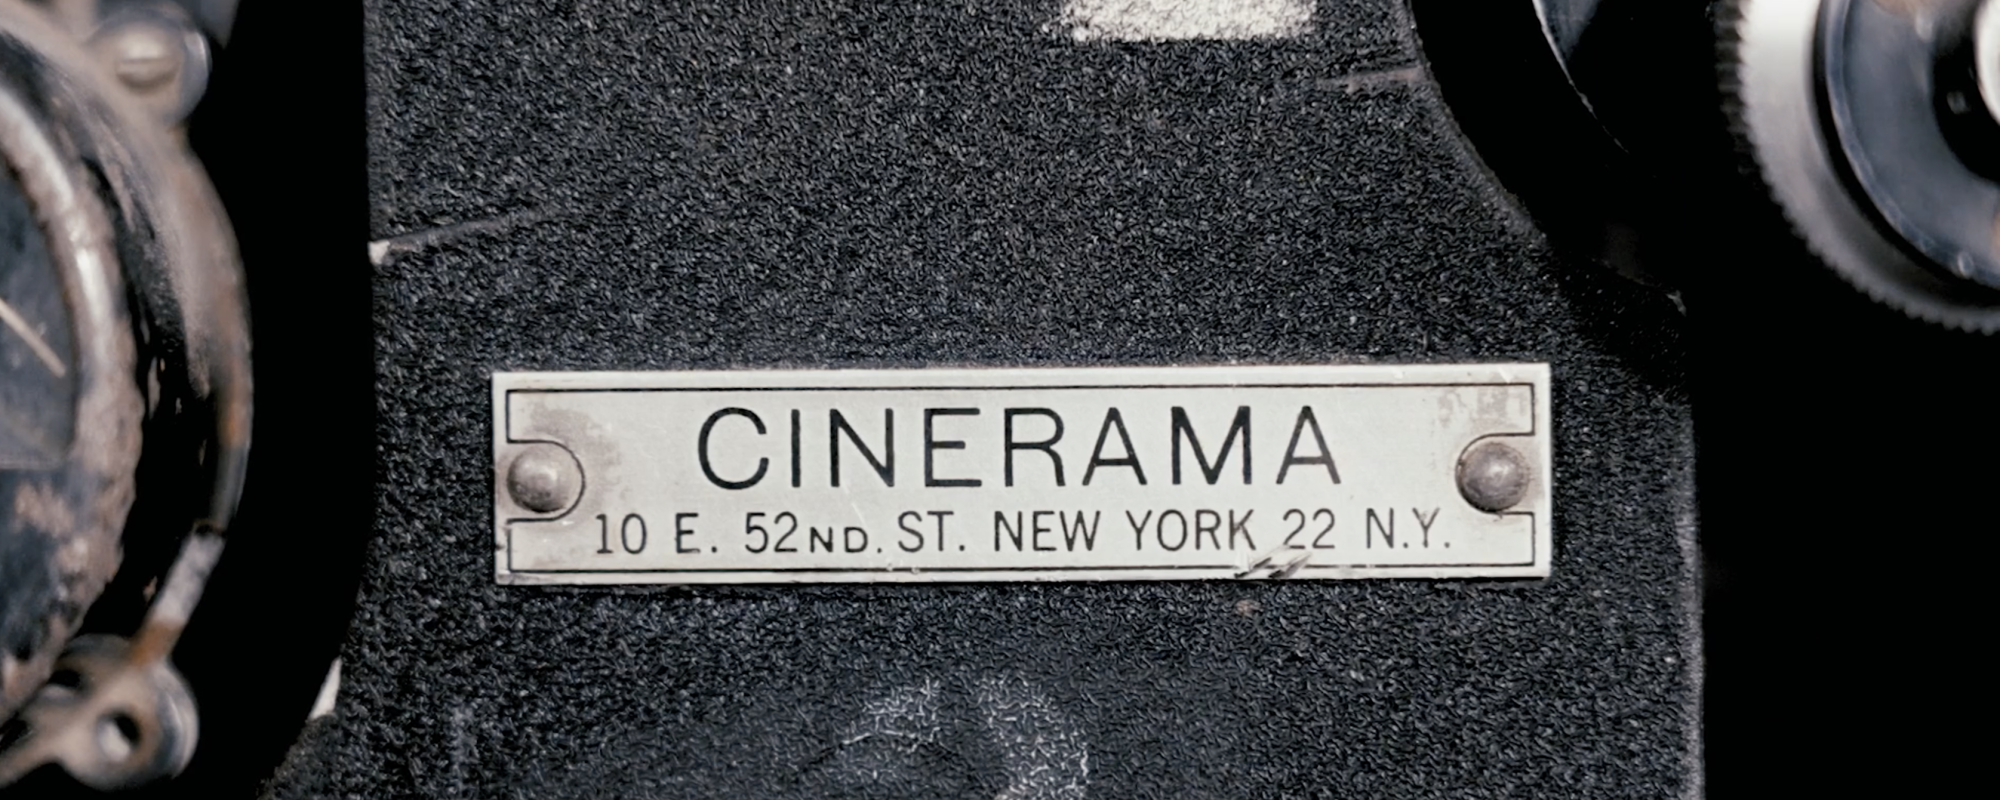 CINERAMA
10 E. 52ND. ST. NEW YORK 22 N.Y.